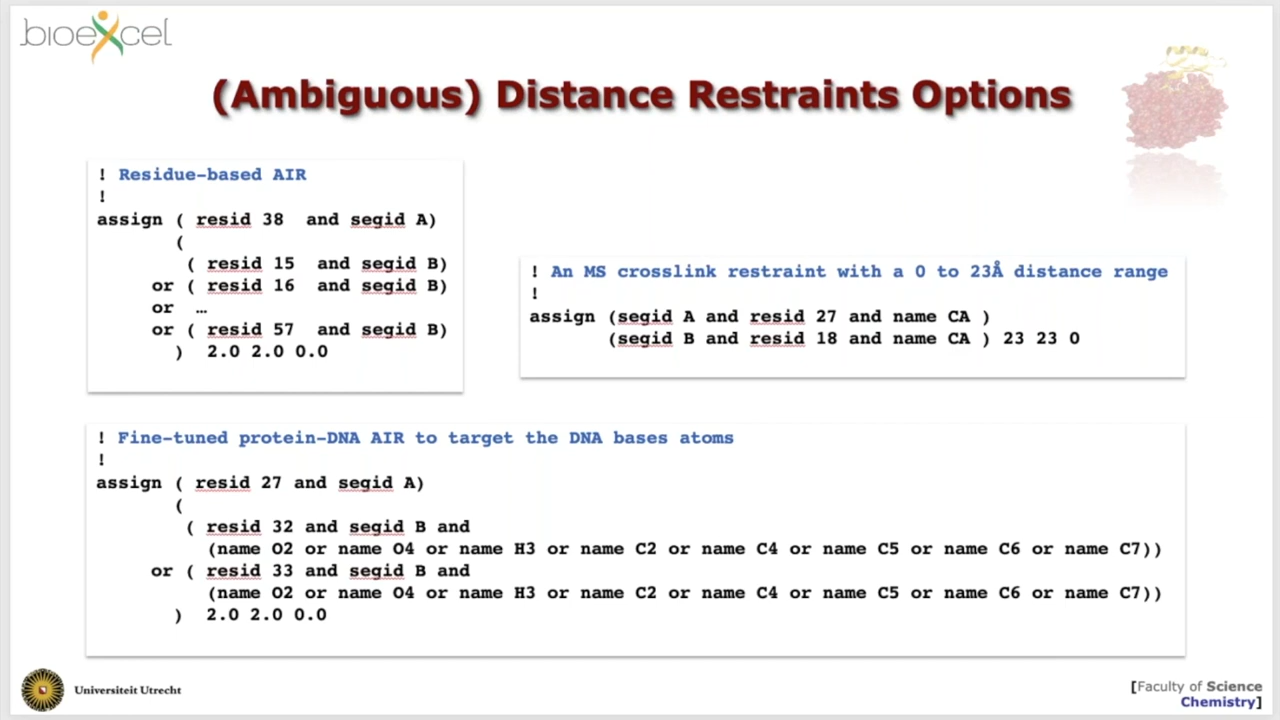 bioexcel
(Ambiguous) Distance Restraints Options
! Residue-based AIR
!
assign ( resid 38  and segid A)
(
( resid 15  and segid B)
or ( resid 16  and segid B)
or  …
or ( resid 57  and segid B)
)  2.0 2.0 0.0
! An MS crosslink restraint with a 0 to 23Å distance range
!
assign (segid A and resid 27 and name CA )
(segid B and resid 18 and name CA ) 23 23 0
! Fine-tuned protein-DNA AIR to target the DNA bases atoms
!
assign ( resid 27 and segid A)
(
( resid 32 and segid B and
(name O2 or name O4 or name H3 or name C2 or name C4 or name C5 or name C6 or name C7))
or ( resid 33 and segid B and
(name O2 or name O4 or name H3 or name C2 or name C4 or name C5 or name C6 or name C7))
)  2.0 2.0 0.0
Universiteit Utrecht
[Faculty of Science
Chemistry]